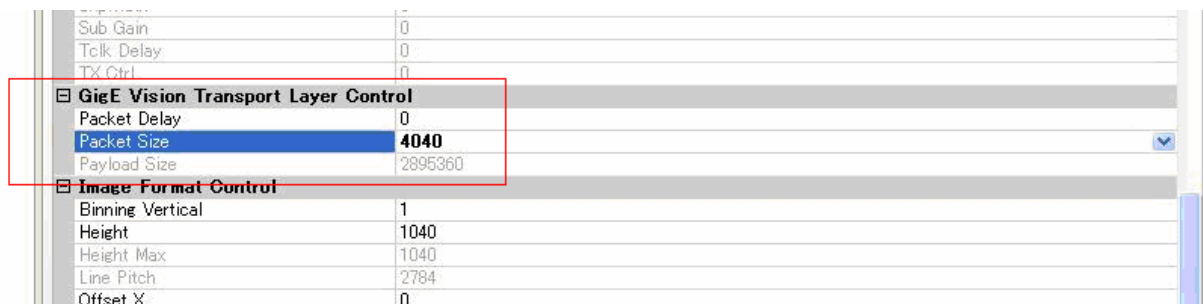 Sub Gain 0
Tclk Delay 0
TX Ctrl 0
GigE Vision Transport Layer Control
Packet Delay 0
Packet Size 4040
Payload Size 2895360
Image Format Control
Binning Vertical 1
Height 1040
Height Max 1040
Line Pitch 2784
Offset X 0